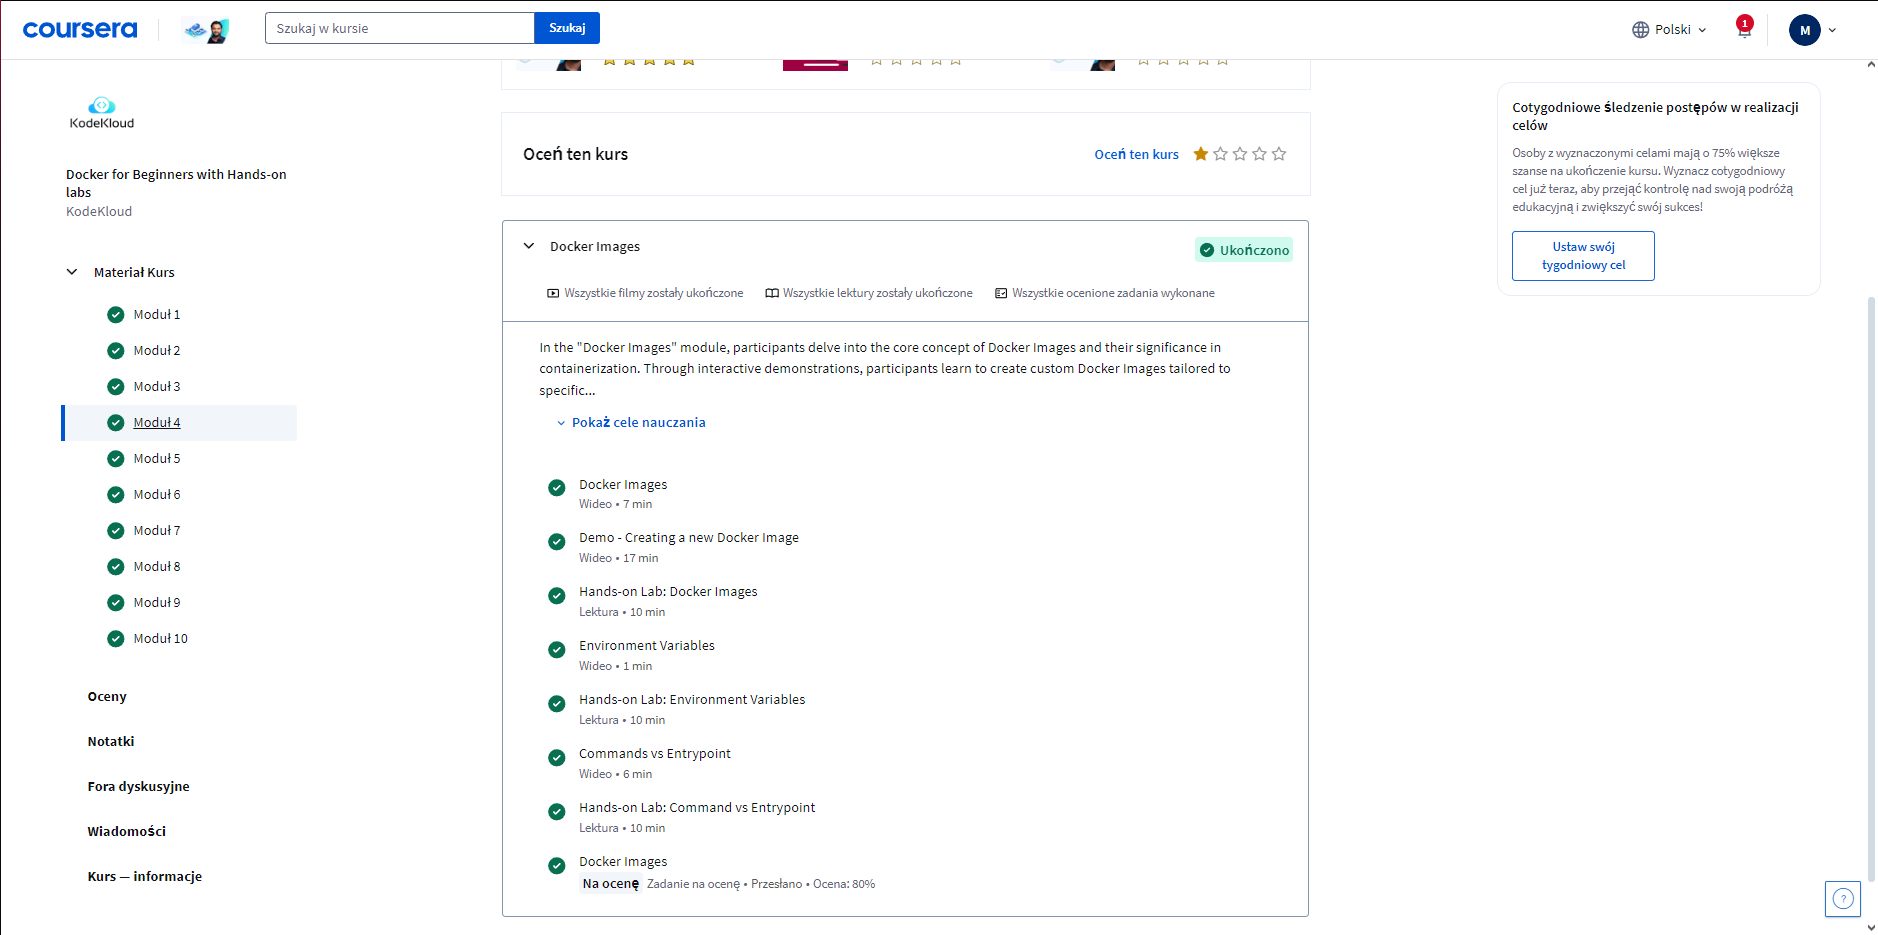 coursera
Szukaj w kursie
Szukaj
Polski
1
M
KodeKloud
Docker for Beginners with Hands-on
labs
KodeKloud
Materiał Kurs
Moduł 1
Moduł 2
Moduł 3
Moduł 4
Moduł 5
Moduł 6
Moduł 7
Moduł 8
Moduł 9
Moduł 10
Oceny
Notatki
Fora dyskusyjne
Wiadomości
Kurs — informacje
Oceń ten kurs
Oceń ten kurs
Docker Images
Ukończono
Wszystkie filmy zostały ukończone
Wszystkie lektury zostały ukończone
Wszystkie ocenione zadania wykonane
In the "Docker Images" module, participants delve into the core concept of Docker Images and their significance in
containerization. Through interactive demonstrations, participants learn to create custom Docker Images tailored to
specific...
Pokaż cele nauczania
Docker Images
Wideo • 7 min
Demo - Creating a new Docker Image
Wideo • 17 min
Hands-on Lab: Docker Images
Lektura • 10 min
Environment Variables
Wideo • 1 min
Hands-on Lab: Environment Variables
Lektura • 10 min
Commands vs Entrypoint
Wideo • 6 min
Hands-on Lab: Command vs Entrypoint
Lektura • 10 min
Docker Images
Na ocenę Zadanie na ocenę • Przesłano • Ocena: 80%
Cotygodniowe śledzenie postępów w realizacji
celów
Osoby z wyznaczonymi celami mają o 75% większe
szanse na ukończenie kursu. Wyznacz cotygodniowy
cel już teraz, aby przejąć kontrolę nad swoją podróżą
edukacyjną i zwiększyć swój sukces!
Ustaw swój
tygodniowy cel
?